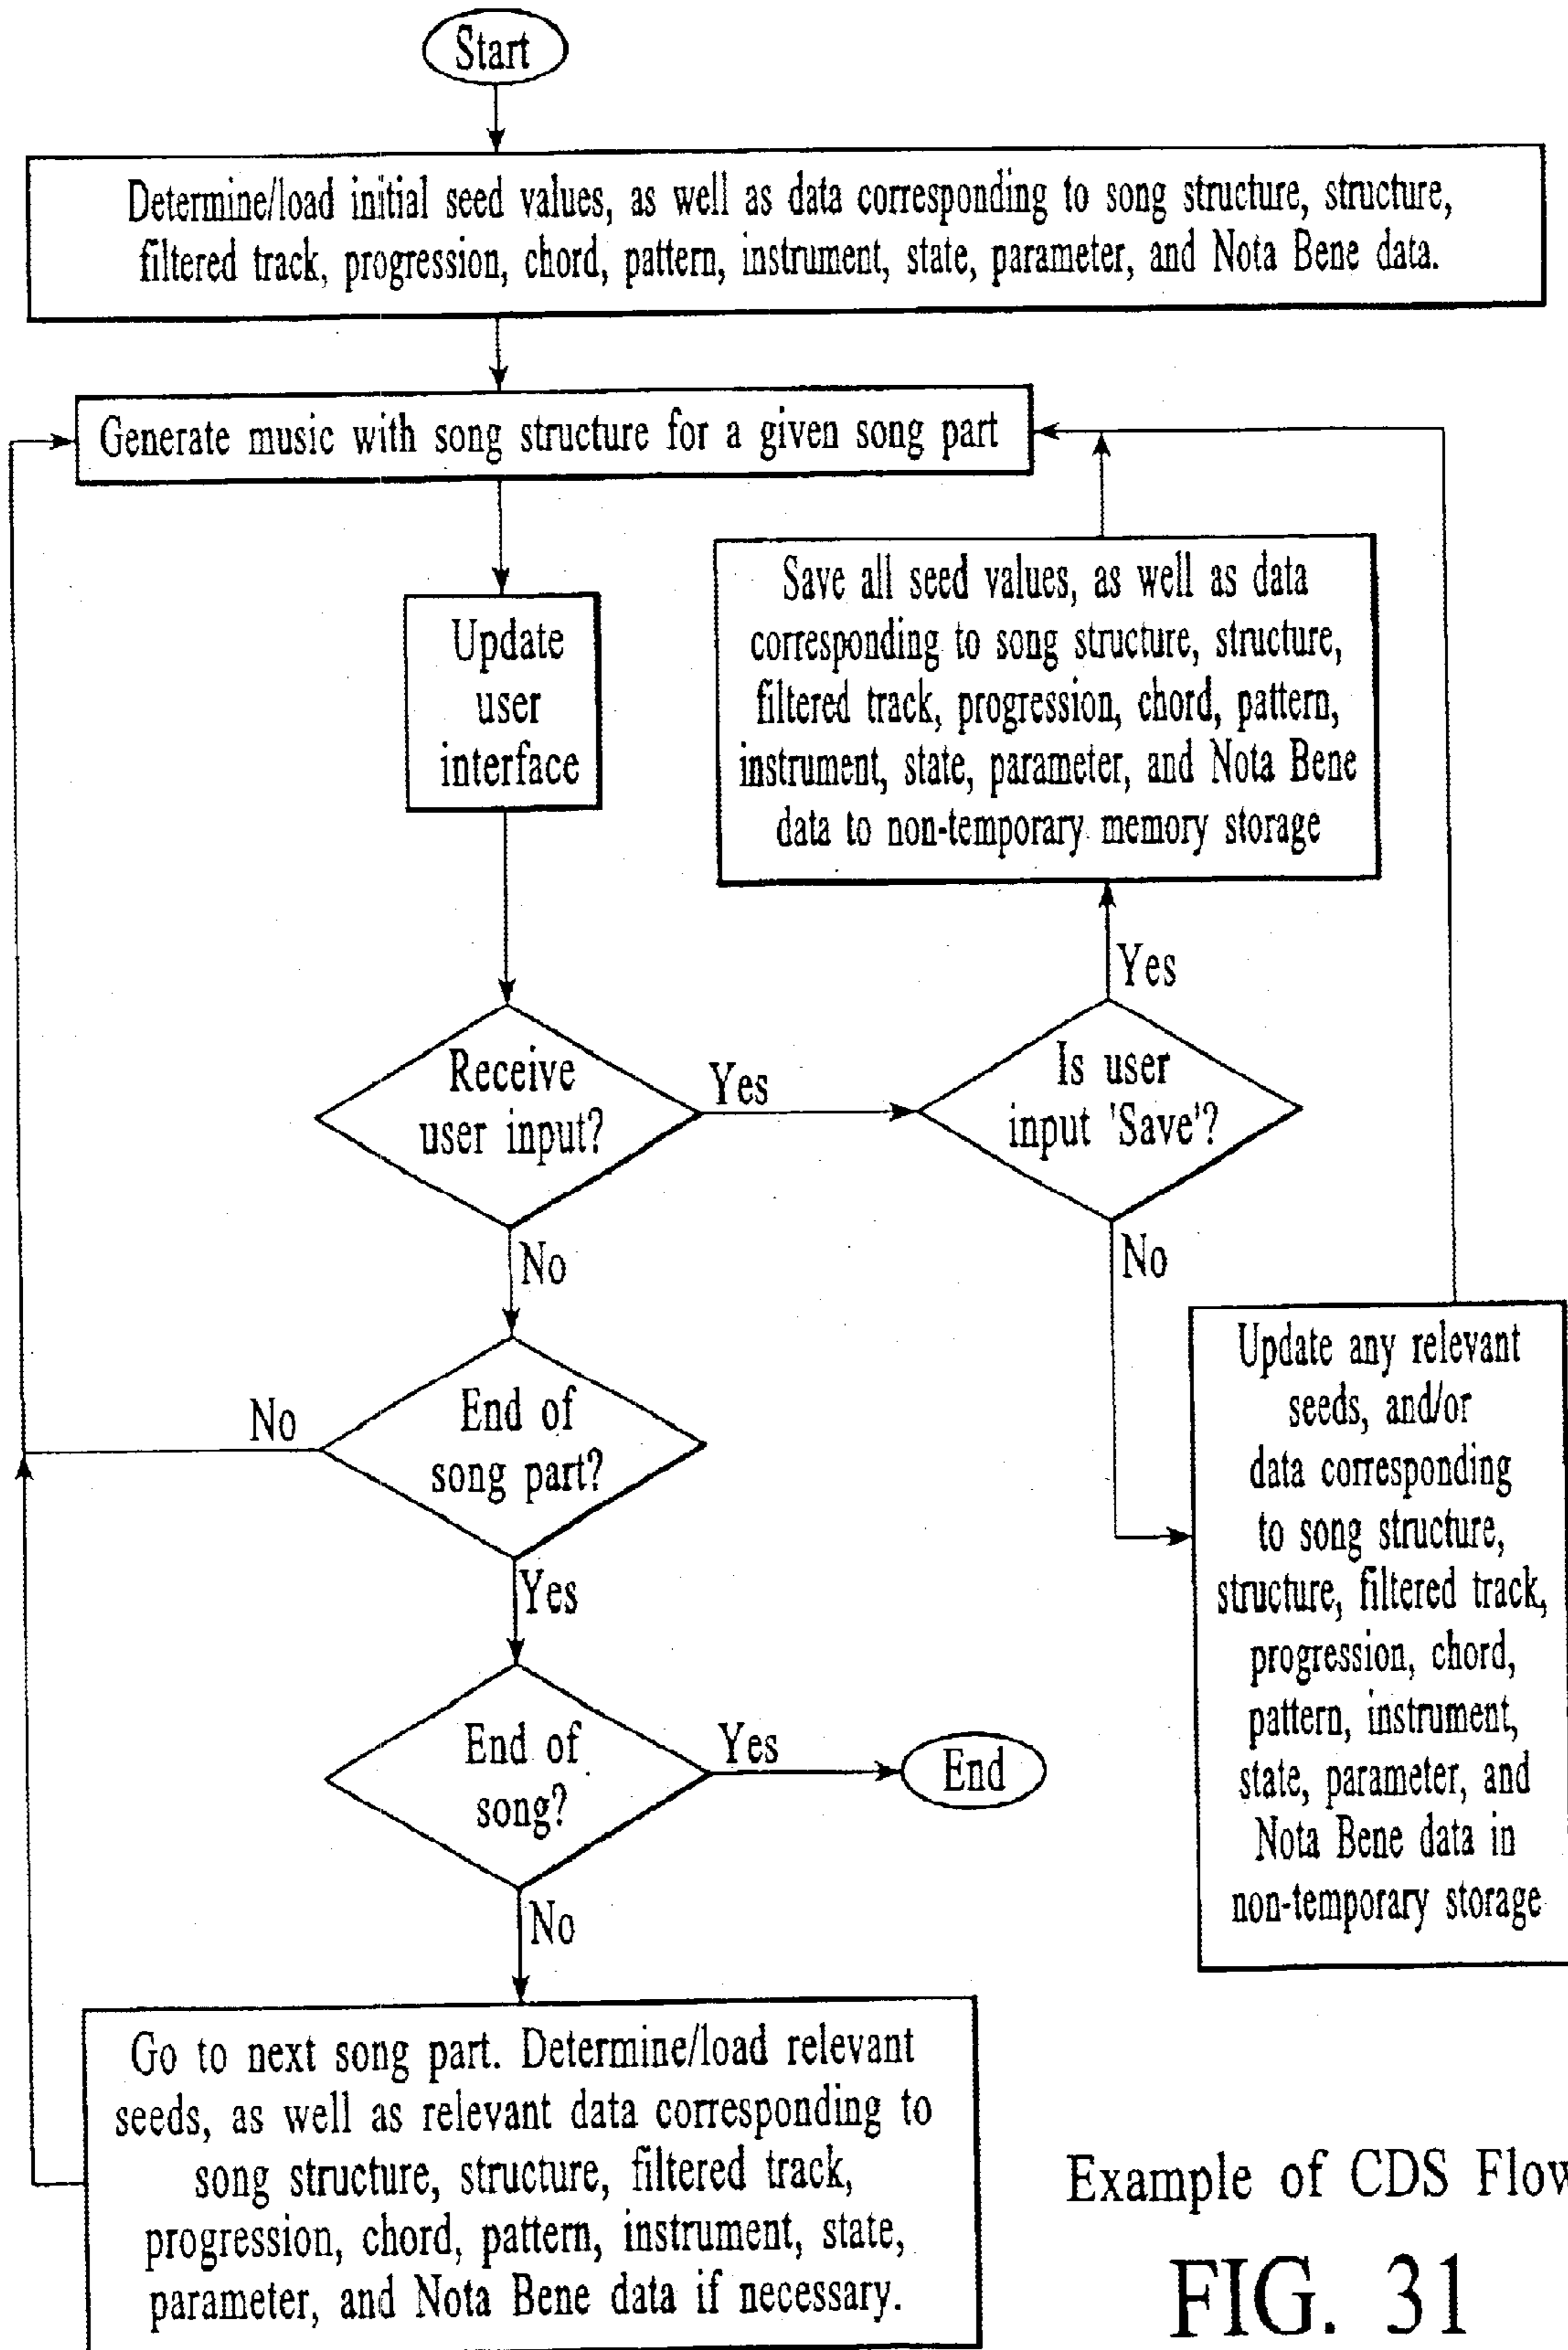 Start
Determine/load initial seed values, as well as data corresponding to song structure, structure,
filtered track, progression, chord, pattern, instrument, state, parameter, and Nota Bene data.
Generate music with song structure for a given song part
Update
user
interface
Save all seed values, as well as data
corresponding to song structure, structure,
filtered track, progression, chord, pattern,
instrument, state, parameter, and Nota Bene
data to non-temporary memory storage
Yes
Receive
user input?
Yes
Is user
input 'Save'?
No
No
End of
song part?
No
Yes
Update any relevant
seeds, and/or
data corresponding
to song structure,
structure, filtered track,
progression, chord,
pattern, instrument,
state, parameter, and
Nota Bene data in
non-temporary storage
End of
song?
Yes
End
No
Go to next song part. Determine/load relevant
seeds, as well as relevant data corresponding to
song structure, structure, filtered track,
progression, chord, pattern, instrument, state,
parameter, and Nota Bene data if necessary.
Example of CDS Flow
FIG. 31